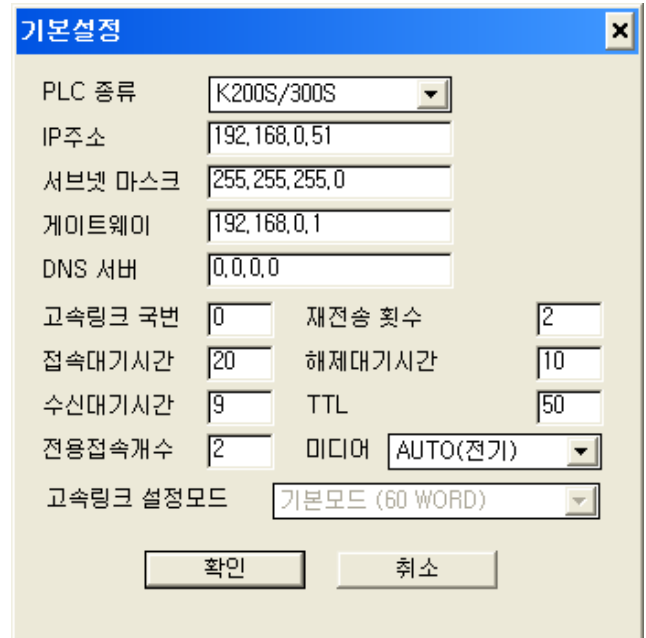 기본설정
PLC 종류 K200S/300S
IP주소 192,168,0,51
서브넷 마스크 255,255,255,0
게이트웨이 192,168,0,1
DNS 서버 0,0,0,0
고속링크 국번 0 재전송 횟수 2
접속대기시간 20 해제대기시간 10
수신대기시간 9 TTL 50
전용접속개수 2 미디어 AUTO(전기)
고속링크 설정모드 기본모드 (60 WORD)
확인 취소